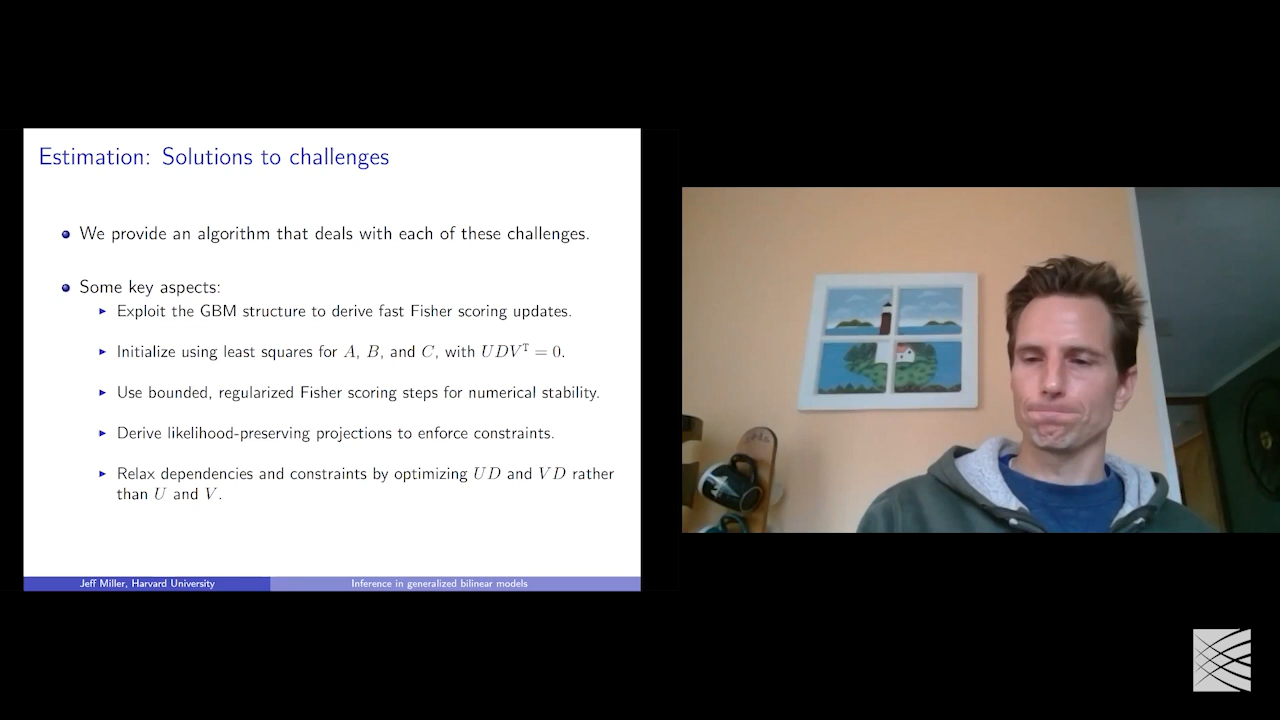 Estimation: Solutions to challenges
We provide an algorithm that deals with each of these challenges.
Some key aspects:
Exploit the GBM structure to derive fast Fisher scoring updates.
Initialize using least squares for A, B, and C, with UDVᵀ = 0.
Use bounded, regularized Fisher scoring steps for numerical stability.
Derive likelihood-preserving projections to enforce constraints.
Relax dependencies and constraints by optimizing UD and VD rather
than U and V.
Jeff Miller, Harvard University
Inference in generalized bilinear models